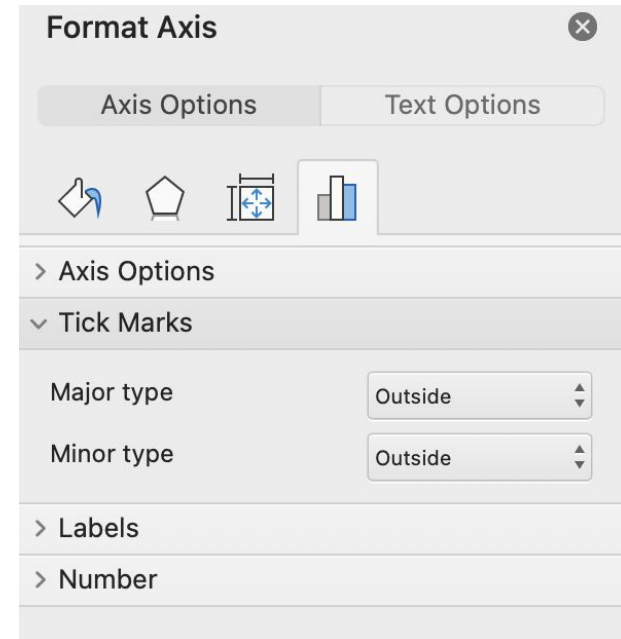 Format Axis
Axis Options Text Options
Axis Options
Tick Marks
Major type Outside
Minor type Outside
Labels
Number